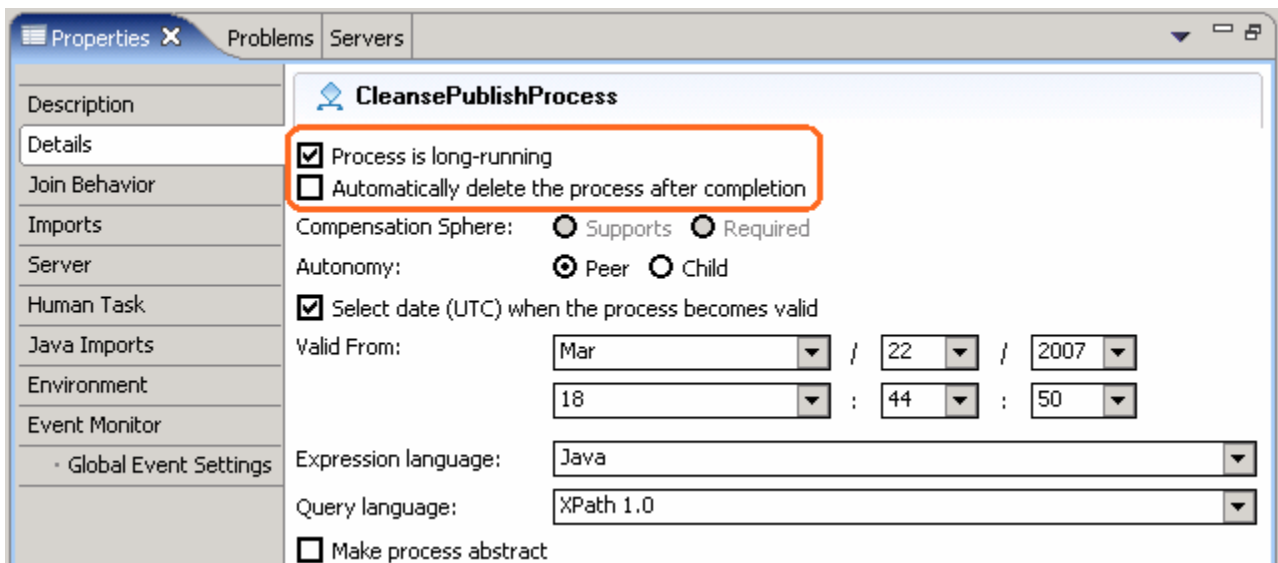 Properties Problems Servers
CleansePublishProcess
Description
Details
Join Behavior
Imports
Server
Human Task
Java Imports
Environment
Event Monitor
Global Event Settings
Process is long-running
Automatically delete the process after completion
Compensation Sphere: Supports Required
Autonomy: Peer Child
Select date (UTC) when the process becomes valid
Valid From: Mar / 22 / 2007
18 : 44 : 50
Expression language: Java
Query language: XPath 1.0
Make process abstract